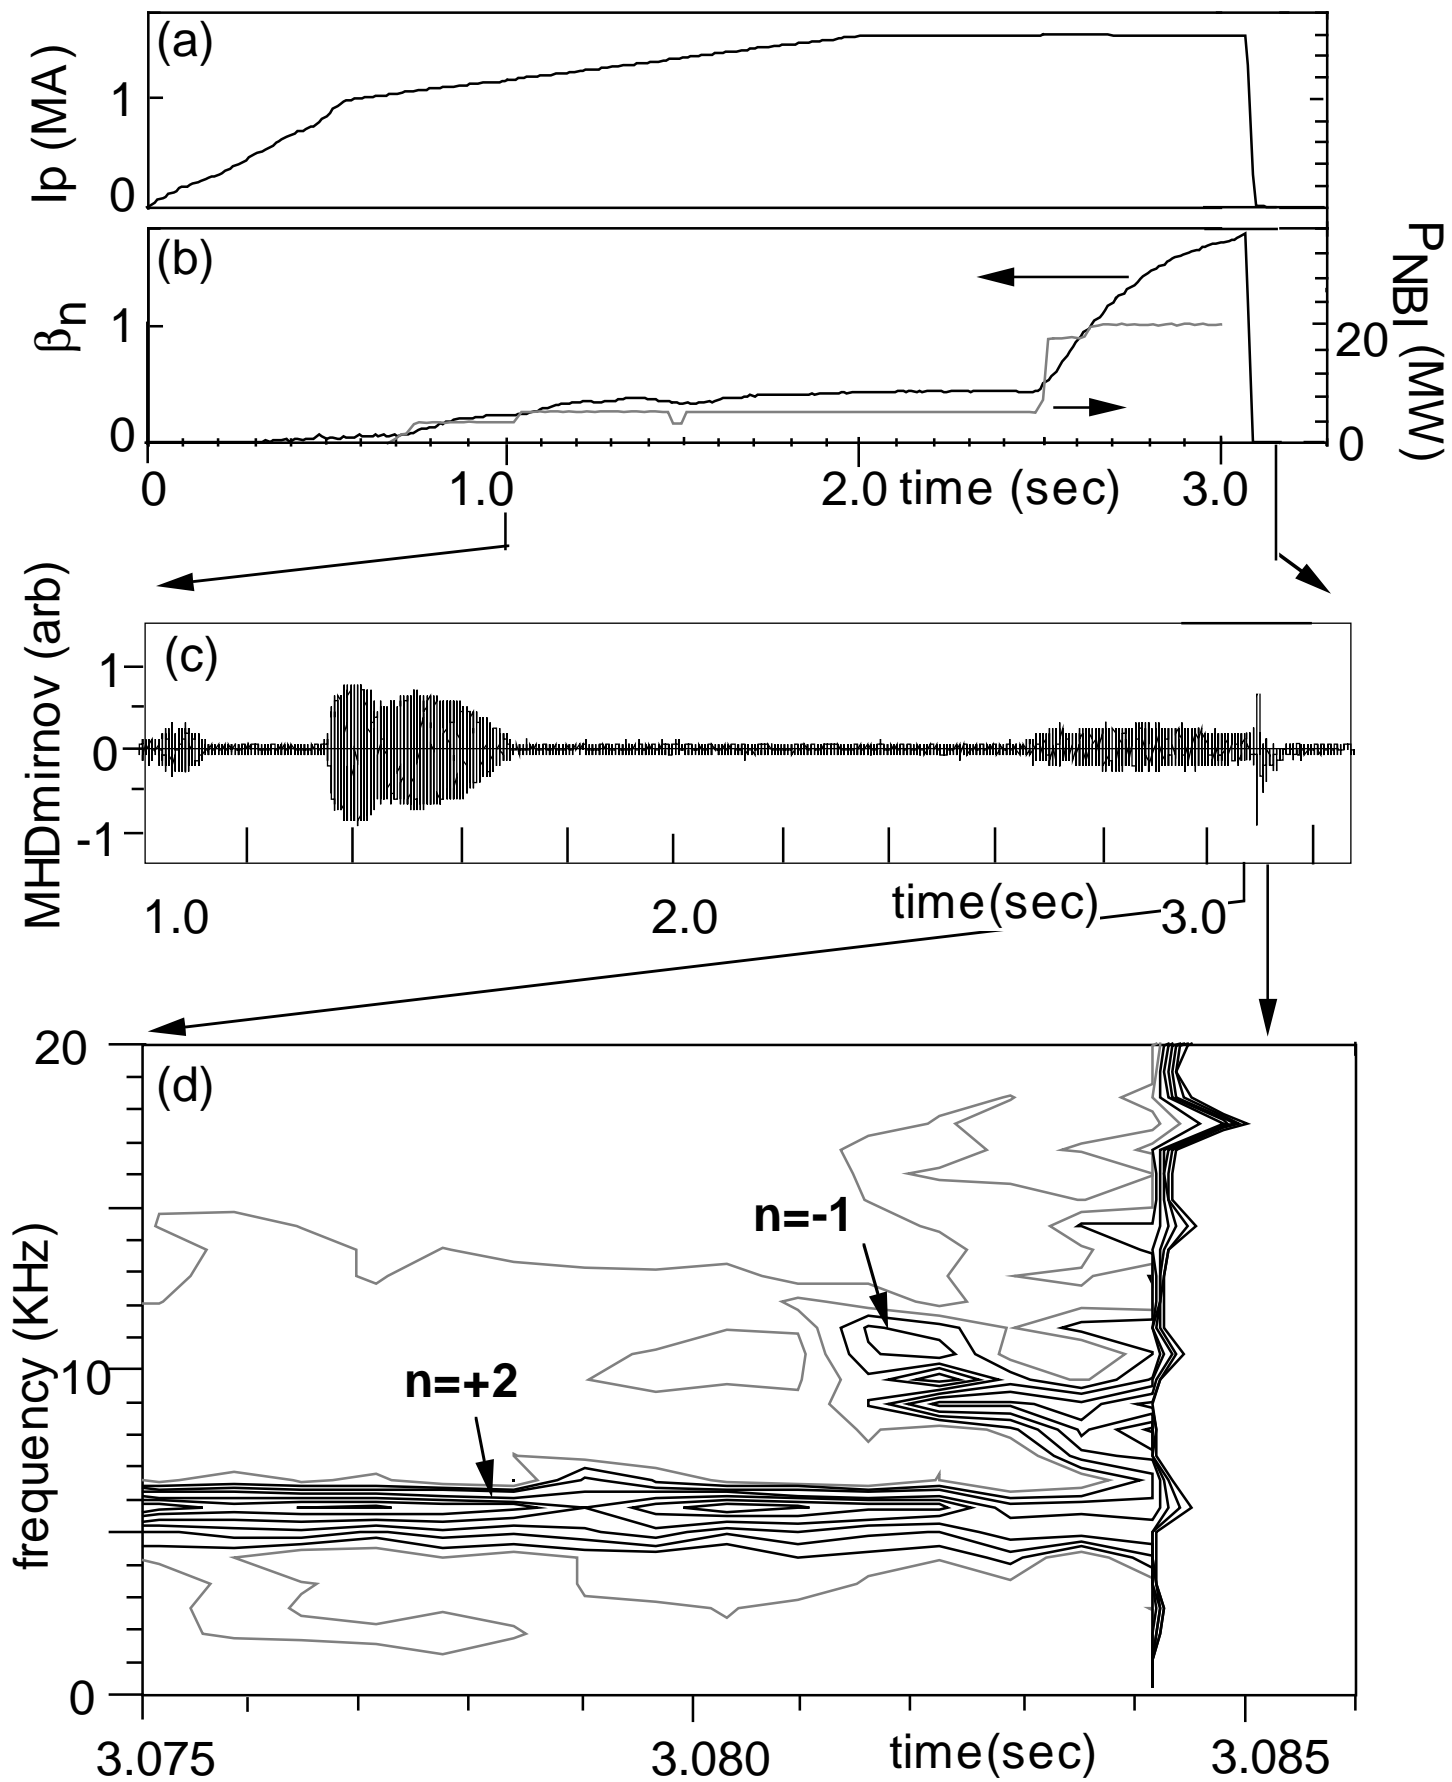 (a)
Ip (MA)
1
0
(b)
βn
1
0
PNBI (MW)
20
0
0 1.0 2.0 time (sec) 3.0
MHDmirnov (arb)
(c)
1
0
-1
1.0 2.0 time(sec) 3.0
frequency (KHz)
20
(d)
n=-1
10
n=+2
0
3.075 3.080 time(sec) 3.085